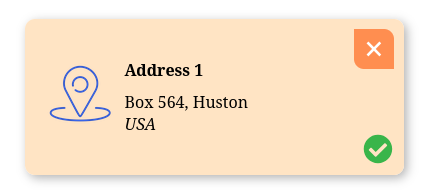 Address 1
Box 564, Huston
USA